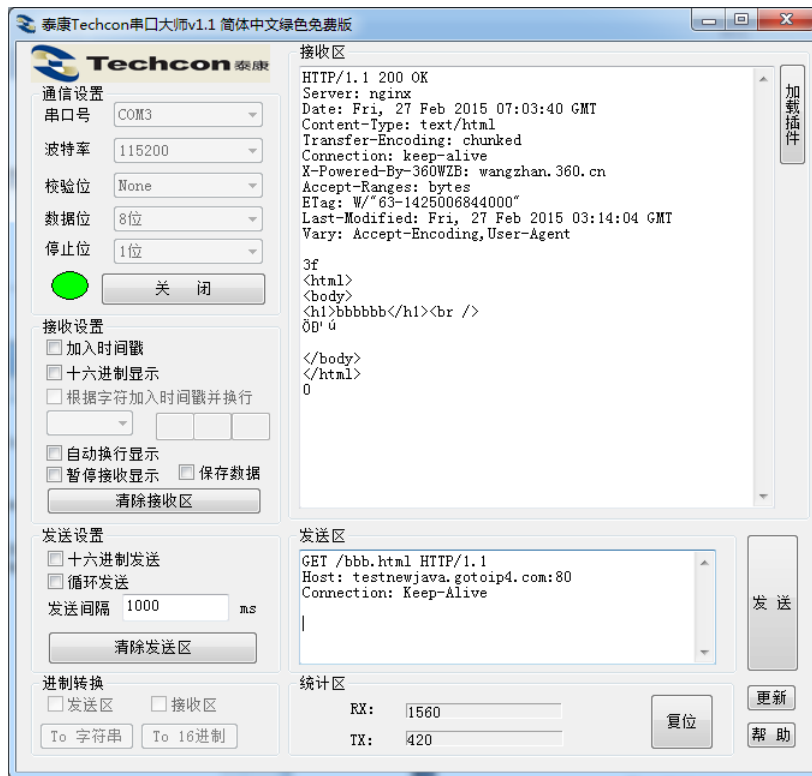 泰康Techcon串口大师v1.1 简体中文绿色免费版
Techcon 泰康
通信设置
串口号 COM3
波特率 115200
校验位 None
数据位 8位
停止位 1位
关 闭
接收设置
加入时间戳
十六进制显示
根据字符加入时间戳并换行
自动换行显示
暂停接收显示 保存数据
清除接收区
发送设置
十六进制发送
循环发送
发送间隔 1000 ms
清除发送区
进制转换
发送区 接收区
To 字符串 To 16进制
接收区
HTTP/1.1 200 OK
Server: nginx
Date: Fri, 27 Feb 2015 07:03:40 GMT
Content-Type: text/html
Transfer-Encoding: chunked
Connection: keep-alive
X-Powered-By-360WZB: wangzhan.360.cn
Accept-Ranges: bytes
ETag: W/"63-1425006844000"
Last-Modified: Fri, 27 Feb 2015 03:14:04 GMT
Vary: Accept-Encoding,User-Agent
3f
<html>
<body>
<h1>bbbbbb</h1><br />
ÖÐ' ú
</body>
</html>
0
加载插件
发送区
GET /bbb.html HTTP/1.1
Host: testnewjava.gotoip4.com:80
Connection: Keep-Alive
发 送
统计区
RX: 1560
TX: 420
复位
更新
帮 助